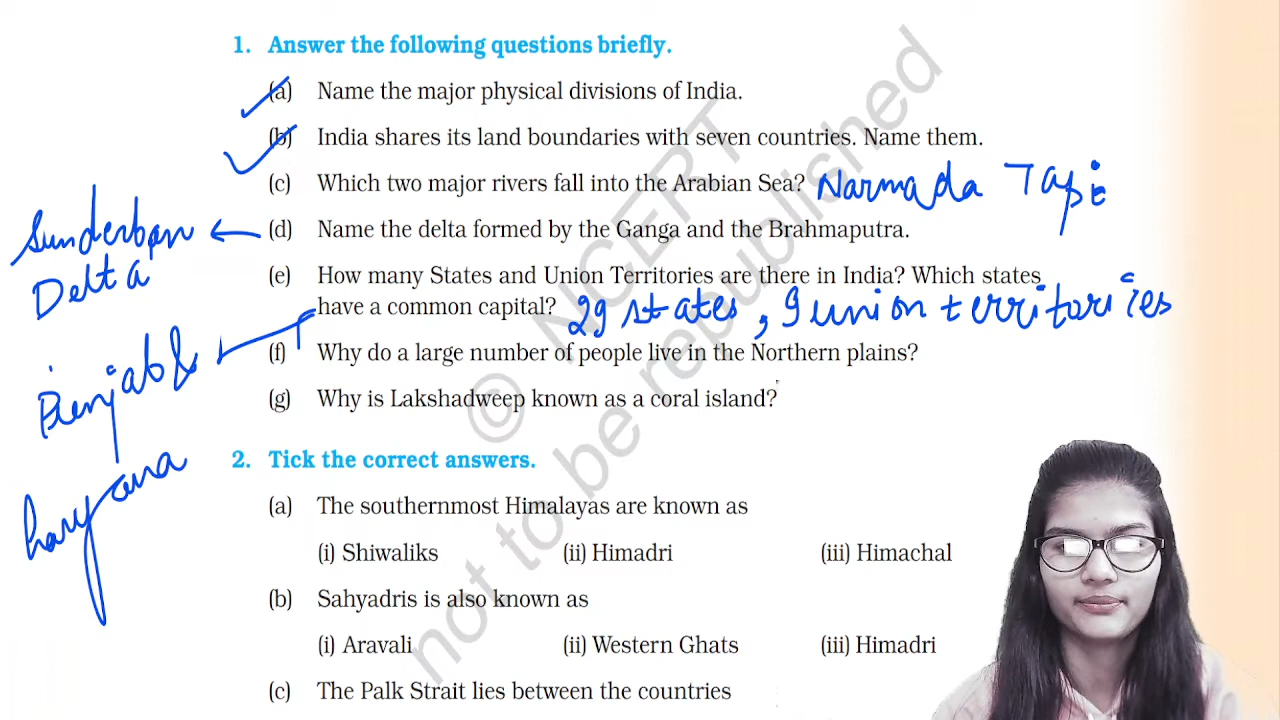 1. Answer the following questions briefly.
(a) Name the major physical divisions of India.
(b) India shares its land boundaries with seven countries. Name them.
(c) Which two major rivers fall into the Arabian Sea? Narmada Tapi
Sunderban
Delta
(d) Name the delta formed by the Ganga and the Brahmaputra.
(e) How many States and Union Territories are there in India? Which states
have a common capital? 29 states, 9 union territories
Punjab &
haryana
(f) Why do a large number of people live in the Northern plains?
(g) Why is Lakshadweep known as a coral island?
2. Tick the correct answers.
(a) The southernmost Himalayas are known as
(i) Shiwaliks (ii) Himadri (iii) Himachal
(b) Sahyadris is also known as
(i) Aravali (ii) Western Ghats (iii) Himadri
(c) The Palk Strait lies between the countries
© NCERT
not to be republished